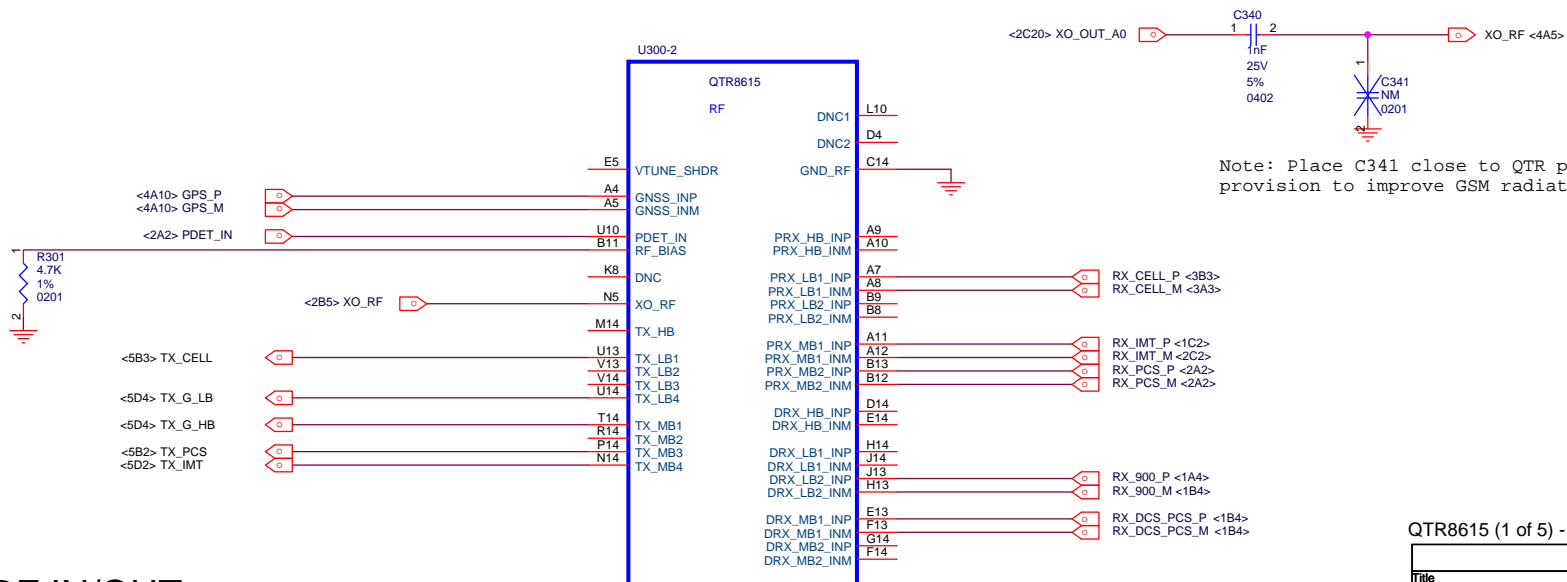 <2C20> XO_OUT_A0
C340
1
2
1nF
25V
5%
0402
XO_RF <4A5>
1
C341
NM
0201
2
Note: Place C341 close to QTR p
provision to improve GSM radiat
U300-2
QTR8615
RF
<4A10> GPS_P
<4A10> GPS_M
<2A2> PDET_IN
1
R301
4.7K
1%
0201
2
<2B5> XO_RF
<5B3> TX_CELL
<5D4> TX_G_LB
<5D4> TX_G_HB
<5B2> TX_PCS
<5D2> TX_IMT
E5 VTUNE_SHDR
A4 GNSS_INP
A5 GNSS_INM
U10 PDET_IN
B11 RF_BIAS
K8 DNC
N5 XO_RF
M14 TX_HB
U13 TX_LB1
V13 TX_LB2
V14 TX_LB3
U14 TX_LB4
T14 TX_MB1
R14 TX_MB2
P14 TX_MB3
N14 TX_MB4
DNC1 L10
DNC2 D4
GND_RF C14
PRX_HB_INP A9
PRX_HB_INM A10
PRX_LB1_INP A7
PRX_LB1_INM A8
PRX_LB2_INP B9
PRX_LB2_INM B8
PRX_MB1_INP A11
PRX_MB1_INM A12
PRX_MB2_INP B13
PRX_MB2_INM B12
DRX_HB_INP D14
DRX_HB_INM E14
DRX_LB1_INP H14
DRX_LB1_INM J14
DRX_LB2_INP J13
DRX_LB2_INM H13
DRX_MB1_INP E13
DRX_MB1_INM F13
DRX_MB2_INP G14
DRX_MB2_INM F14
RX_CELL_P <3B3>
RX_CELL_M <3A3>
RX_IMT_P <1C2>
RX_IMT_M <2C2>
RX_PCS_P <2A2>
RX_PCS_M <2A2>
RX_900_P <1A4>
RX_900_M <1B4>
RX_DCS_PCS_P <1B4>
RX_DCS_PCS_M <1B4>
QTR8615 (1 of 5) -
Title